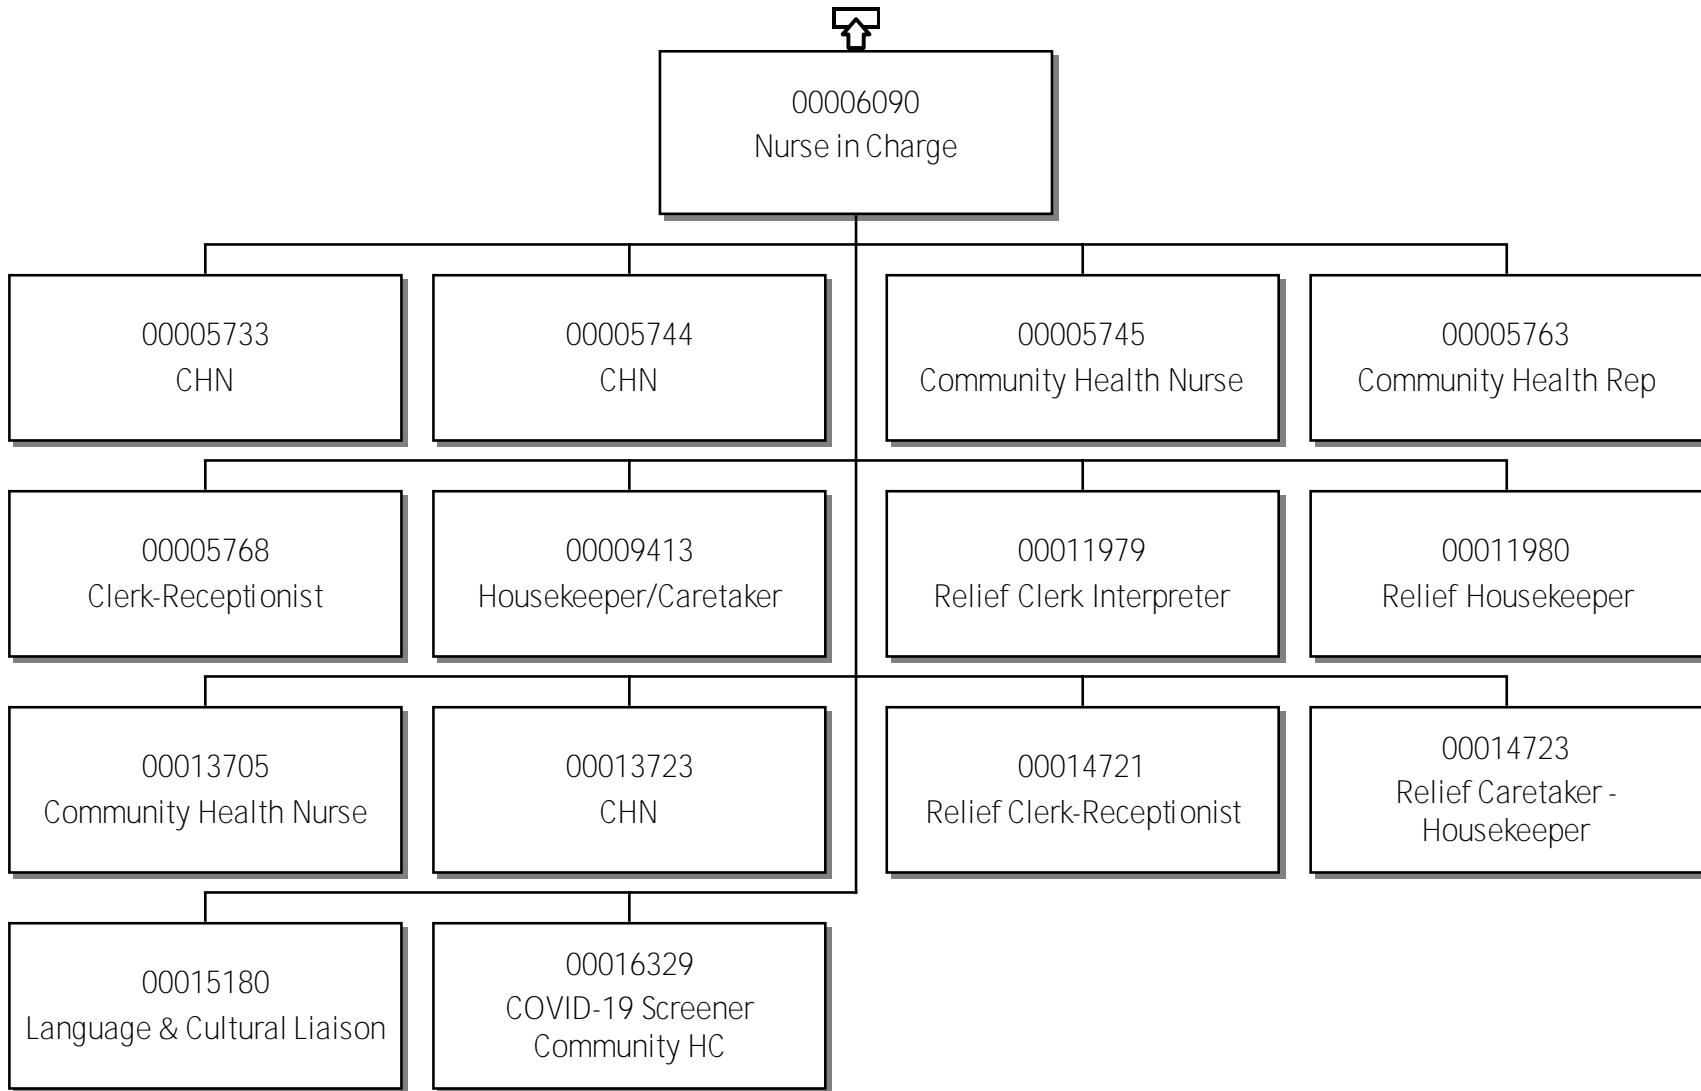 00006090
Nurse in Charge
00005733
CHN
00005744
CHN
00005745
Community Health Nurse
00005763
Community Health Rep
00005768
Clerk-Receptionist
00009413
Housekeeper/Caretaker
00011979
Relief Clerk Interpreter
00011980
Relief Housekeeper
00013705
Community Health Nurse
00013723
CHN
00014721
Relief Clerk-Receptionist
00014723
Relief Caretaker -
Housekeeper
00015180
Language & Cultural Liaison
00016329
COVID-19 Screener
Community HC